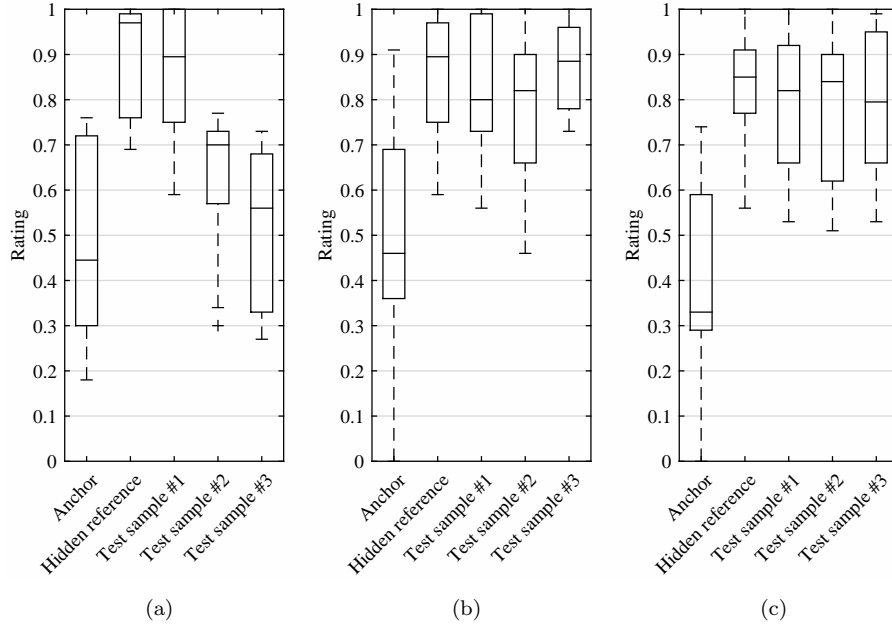 1
0.9
0.8
0.7
0.6
0.5
0.4
0.3
0.2
0.1
0
Rating
Anchor
Hidden reference
Test sample #1
Test sample #2
Test sample #3
(a)
1
0.9
0.8
0.7
0.6
0.5
0.4
0.3
0.2
0.1
0
Rating
Anchor
Hidden reference
Test sample #1
Test sample #2
Test sample #3
(b)
1
0.9
0.8
0.7
0.6
0.5
0.4
0.3
0.2
0.1
0
Rating
Anchor
Hidden reference
Test sample #1
Test sample #2
Test sample #3
(c)